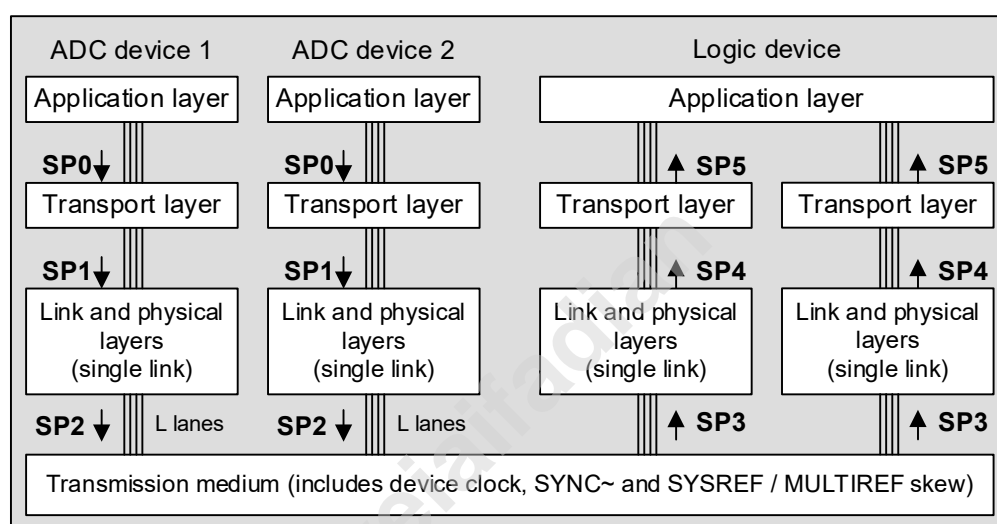 ADC device 1
ADC device 2
Logic device
Application layer
Application layer
Application layer
SP0
SP0
SP5
SP5
Transport layer
Transport layer
Transport layer
Transport layer
SP1
SP1
SP4
SP4
Link and physical
layers
(single link)
Link and physical
layers
(single link)
Link and physical
layers
(single link)
Link and physical
layers
(single link)
SP2
L lanes
SP2
L lanes
SP3
SP3
Transmission medium (includes device clock, SYNC~ and SYSREF / MULTIREF skew)